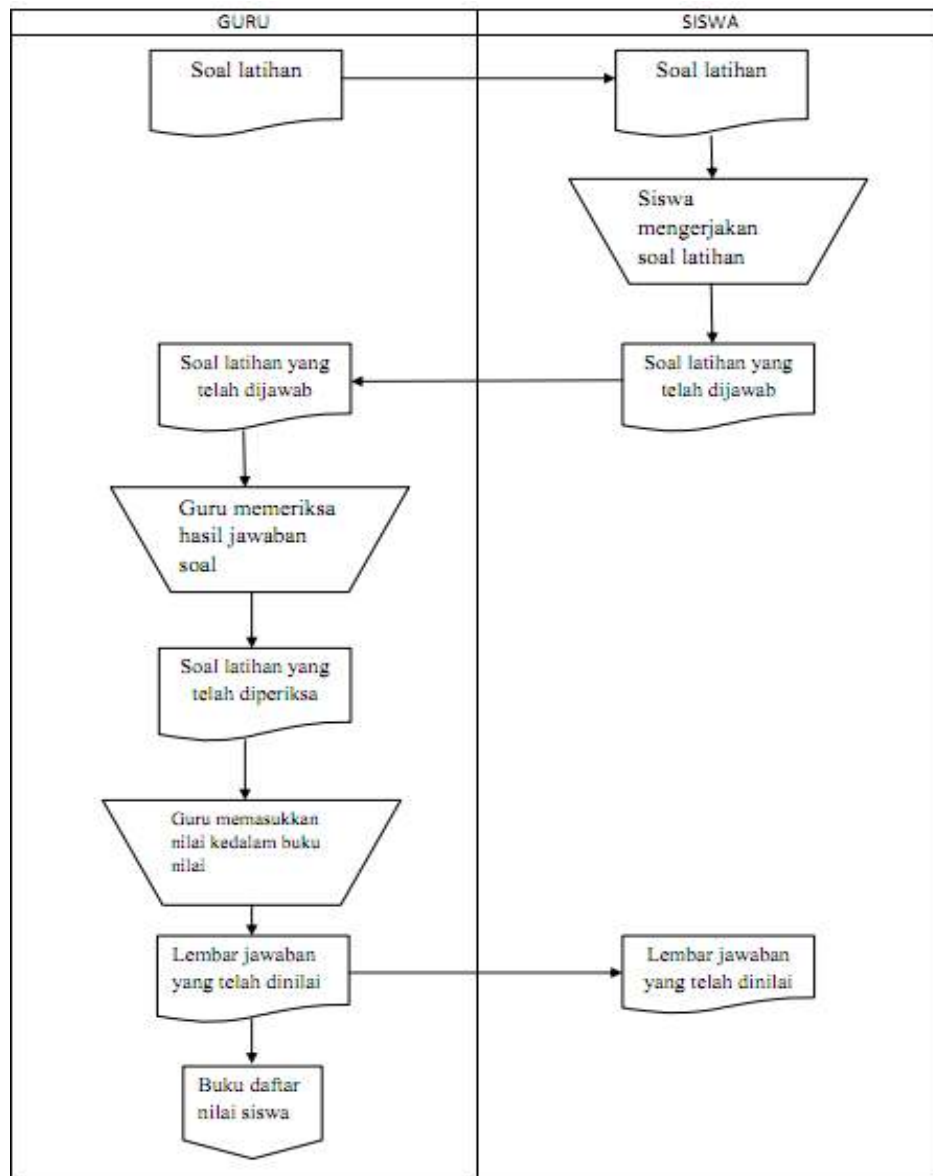 GURU
SISWA
Soal latihan
Soal latihan
Siswa
mengerjakan
soal latihan
Soal latihan yang
telah dijawab
Soal latihan yang
telah dijawab
Guru memeriksa
hasil jawaban
soal
Soal latihan yang
telah diperiksa
Guru memasukkan
nilai kedalam buku
nilai
Lembar jawaban
yang telah dinilai
Lembar jawaban
yang telah dinilai
Buku daftar
nilai siswa